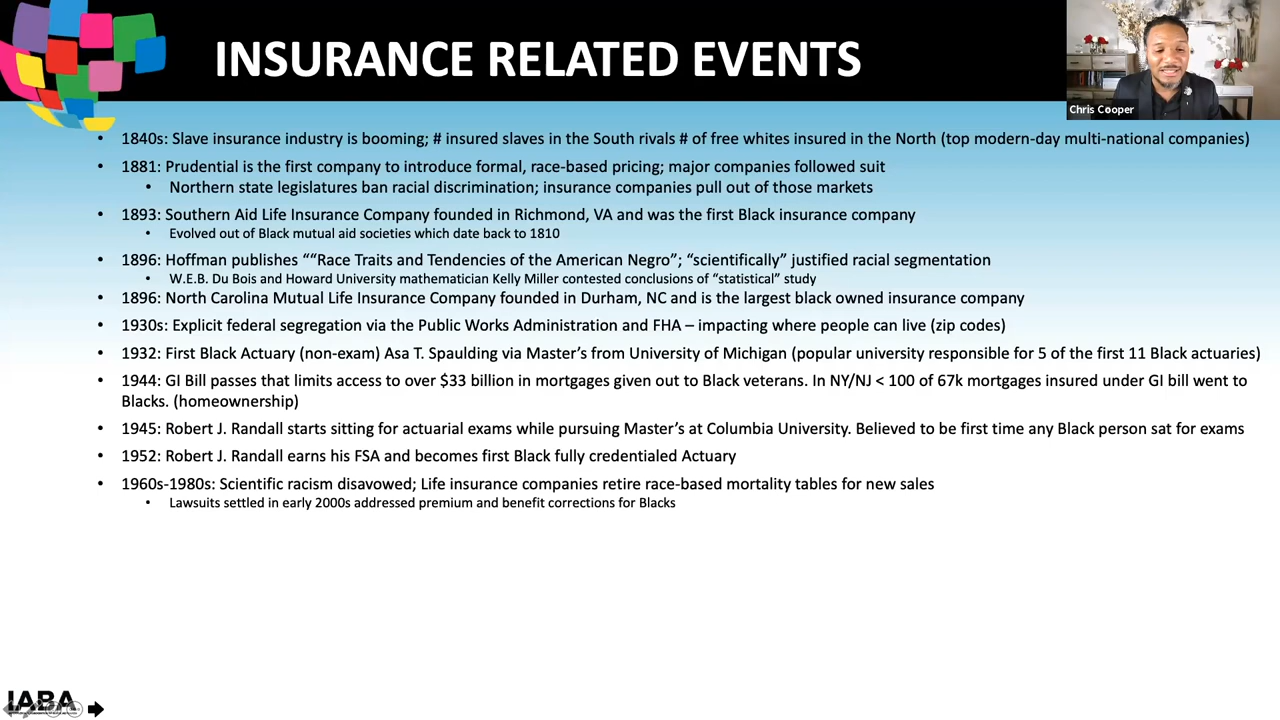 INSURANCE RELATED EVENTS
Chris Cooper
• 1840s: Slave insurance industry is booming; # insured slaves in the South rivals # of free whites insured in the North (top modern-day multi-national companies)
• 1881: Prudential is the first company to introduce formal, race-based pricing; major companies followed suit
• Northern state legislatures ban racial discrimination; insurance companies pull out of those markets
• 1893: Southern Aid Life Insurance Company founded in Richmond, VA and was the first Black insurance company
• Evolved out of Black mutual aid societies which date back to 1810
• 1896: Hoffman publishes ““Race Traits and Tendencies of the American Negro”; “scientifically” justified racial segmentation
• W.E.B. Du Bois and Howard University mathematician Kelly Miller contested conclusions of “statistical” study
• 1896: North Carolina Mutual Life Insurance Company founded in Durham, NC and is the largest black owned insurance company
• 1930s: Explicit federal segregation via the Public Works Administration and FHA – impacting where people can live (zip codes)
• 1932: First Black Actuary (non-exam) Asa T. Spaulding via Master’s from University of Michigan (popular university responsible for 5 of the first 11 Black actuaries)
• 1944: GI Bill passes that limits access to over $33 billion in mortgages given out to Black veterans. In NY/NJ < 100 of 67k mortgages insured under GI bill went to
Blacks. (homeownership)
• 1945: Robert J. Randall starts sitting for actuarial exams while pursuing Master’s at Columbia University. Believed to be first time any Black person sat for exams
• 1952: Robert J. Randall earns his FSA and becomes first Black fully credentialed Actuary
• 1960s-1980s: Scientific racism disavowed; Life insurance companies retire race-based mortality tables for new sales
• Lawsuits settled in early 2000s addressed premium and benefit corrections for Blacks
IABA